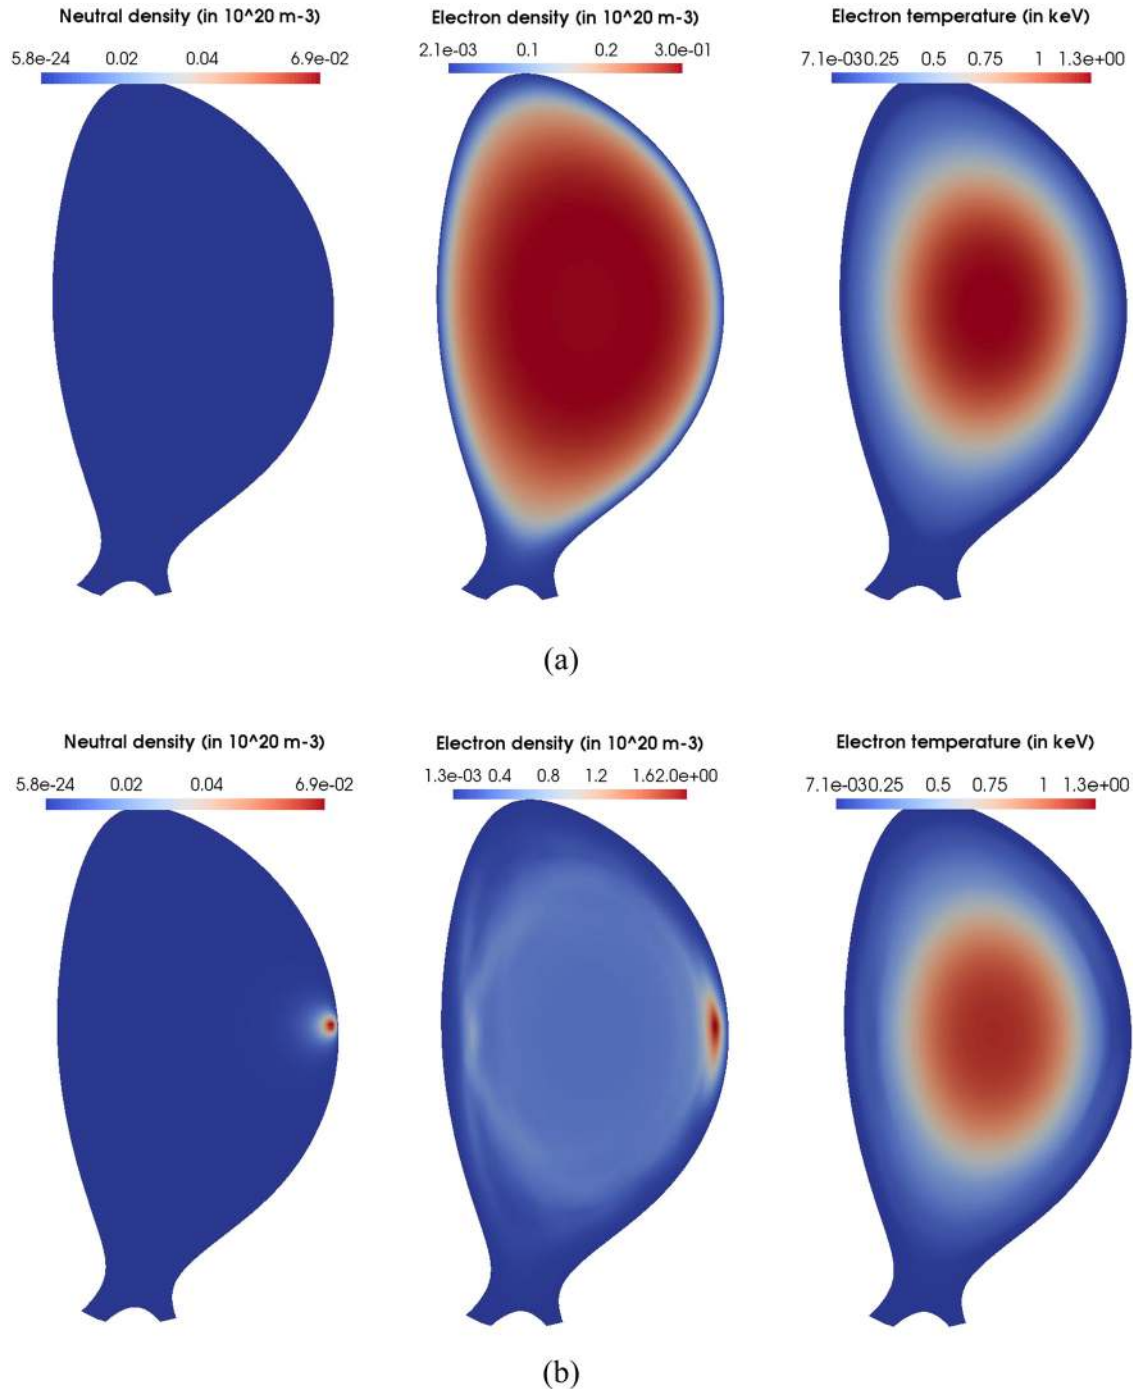 Neutral density (in 10^20 m-3)
5.8e-24 0.02 0.04 6.9e-02
Electron density (in 10^20 m-3)
2.1e-03 0.1 0.2 3.0e-01
Electron temperature (in keV)
7.1e-030.25 0.5 0.75 1 1.3e+00
(a)
Neutral density (in 10^20 m-3)
5.8e-24 0.02 0.04 6.9e-02
Electron density (in 10^20 m-3)
1.3e-03 0.4 0.8 1.2 1.62.0e+00
Electron temperature (in keV)
7.1e-030.25 0.5 0.75 1 1.3e+00
(b)